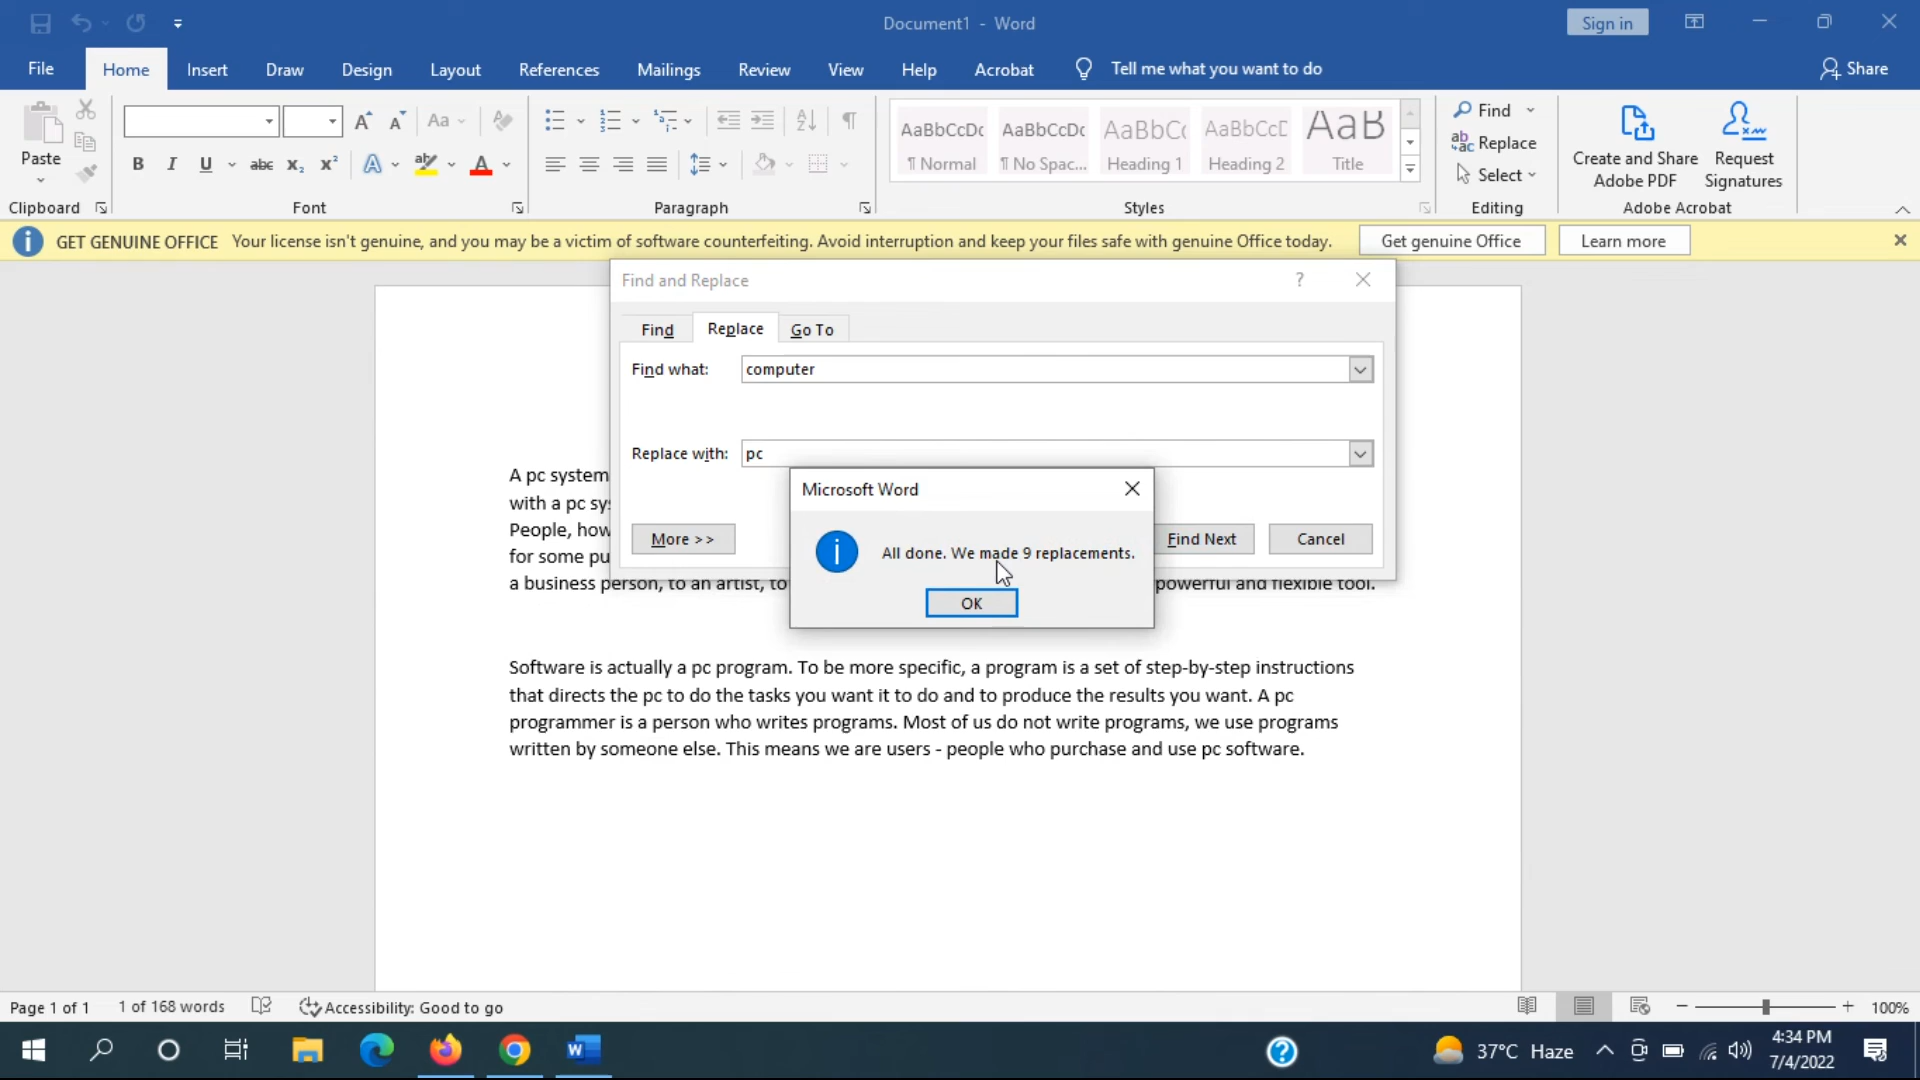 Document1 - Word
Sign in
File Home Insert Draw Design Layout References Mailings Review View Help Acrobat Tell me what you want to do Share
Paste
Clipboard
Aa
B I U abc x₂ x² A A
Font
Paragraph
AaBbCcDc AaBbCcDc AaBbC AaBbCcD AaB
¶ Normal ¶ No Spac... Heading 1 Heading 2 Title
Styles
Find
Replace
Select
Editing
Create and Share Adobe PDF
Request Signatures
Adobe Acrobat
GET GENUINE OFFICE Your license isn't genuine, and you may be a victim of software counterfeiting. Avoid interruption and keep your files safe with genuine Office today. Get genuine Office Learn more
Find and Replace ?
Find Replace Go To
Find what: computer
Replace with: pc
Microsoft Word
All done. We made 9 replacements.
OK
More >> Find Next Cancel
A pc system
with a pc
People, how
for some pu
a business person, to an artist, to powerful and flexible tool.
Software is actually a pc program. To be more specific, a program is a set of step-by-step instructions
that directs the pc to do the tasks you want it to do and to produce the results you want. A pc
programmer is a person who writes programs. Most of us do not write programs, we use programs
written by someone else. This means we are users - people who purchase and use pc software.
Page 1 of 1 1 of 168 words Accessibility: Good to go 100%
37°C Haze
4:34 PM
7/4/2022